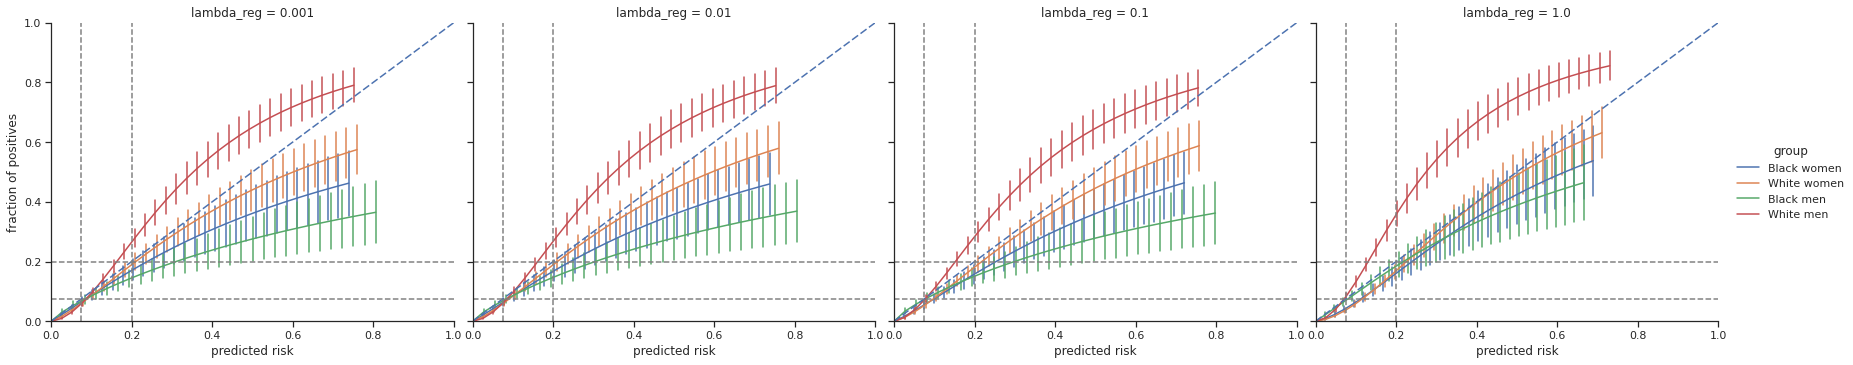 lambda_reg = 0.001
lambda_reg = 0.01
lambda_reg = 0.1
lambda_reg = 1.0
fraction of positives
1.0
0.8
0.6
0.4
0.2
0.0
0.0 0.2 0.4 0.6 0.8 1.0
0.0 0.2 0.4 0.6 0.8 1.0
0.0 0.2 0.4 0.6 0.8 1.0
0.0 0.2 0.4 0.6 0.8 1.0
predicted risk
predicted risk
predicted risk
predicted risk
group
Black women
White women
Black men
White men